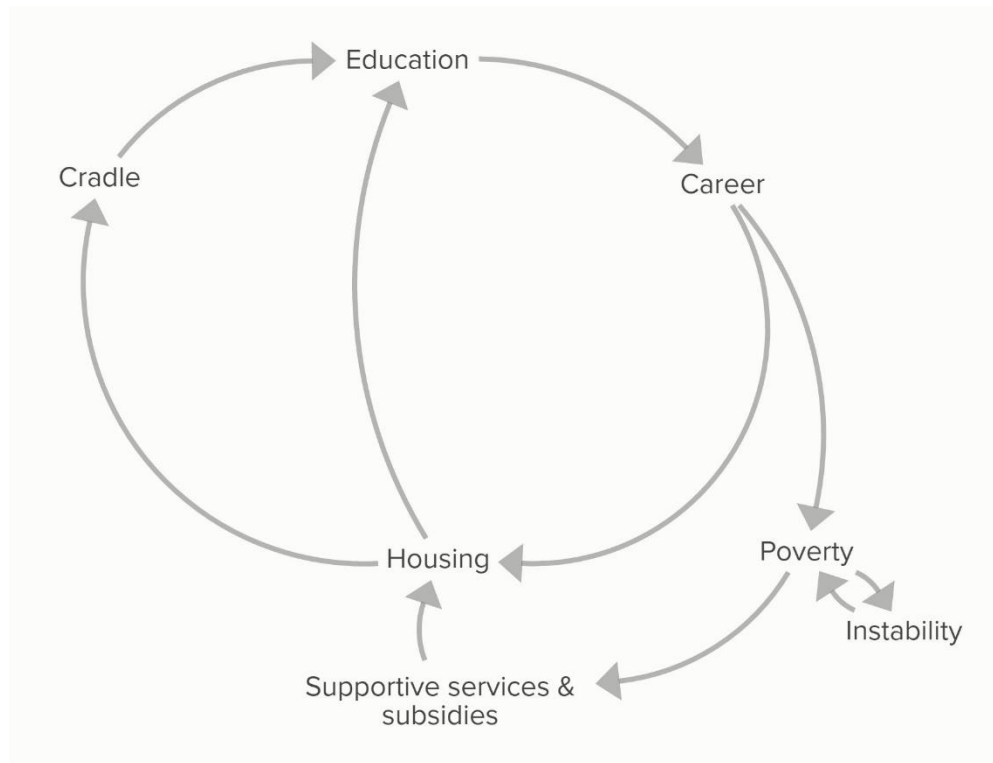 Education
Cradle
Career
Housing
Poverty
Instability
Supportive services &
subsidies